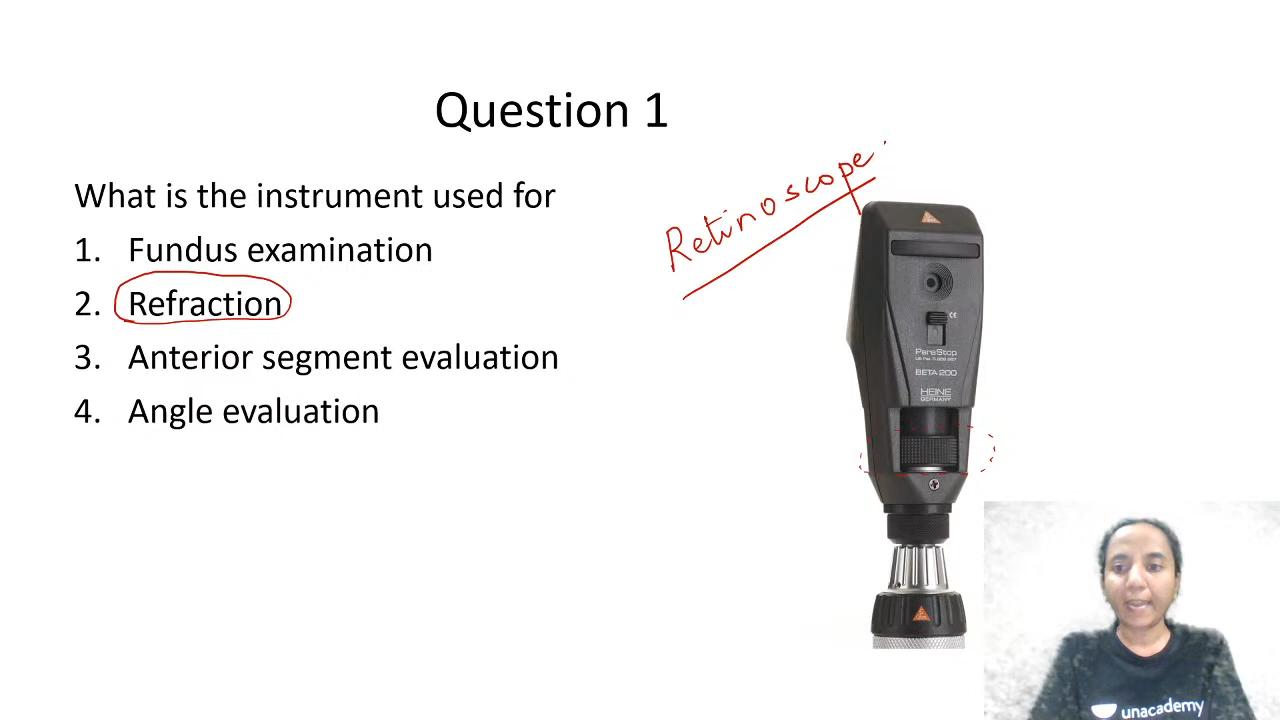 Question 1
What is the instrument used for
1. Fundus examination
2. Refraction
3. Anterior segment evaluation
4. Angle evaluation
Retinoscope
ParaStop
BETA 200
HEINE
GERMANY
unacademy